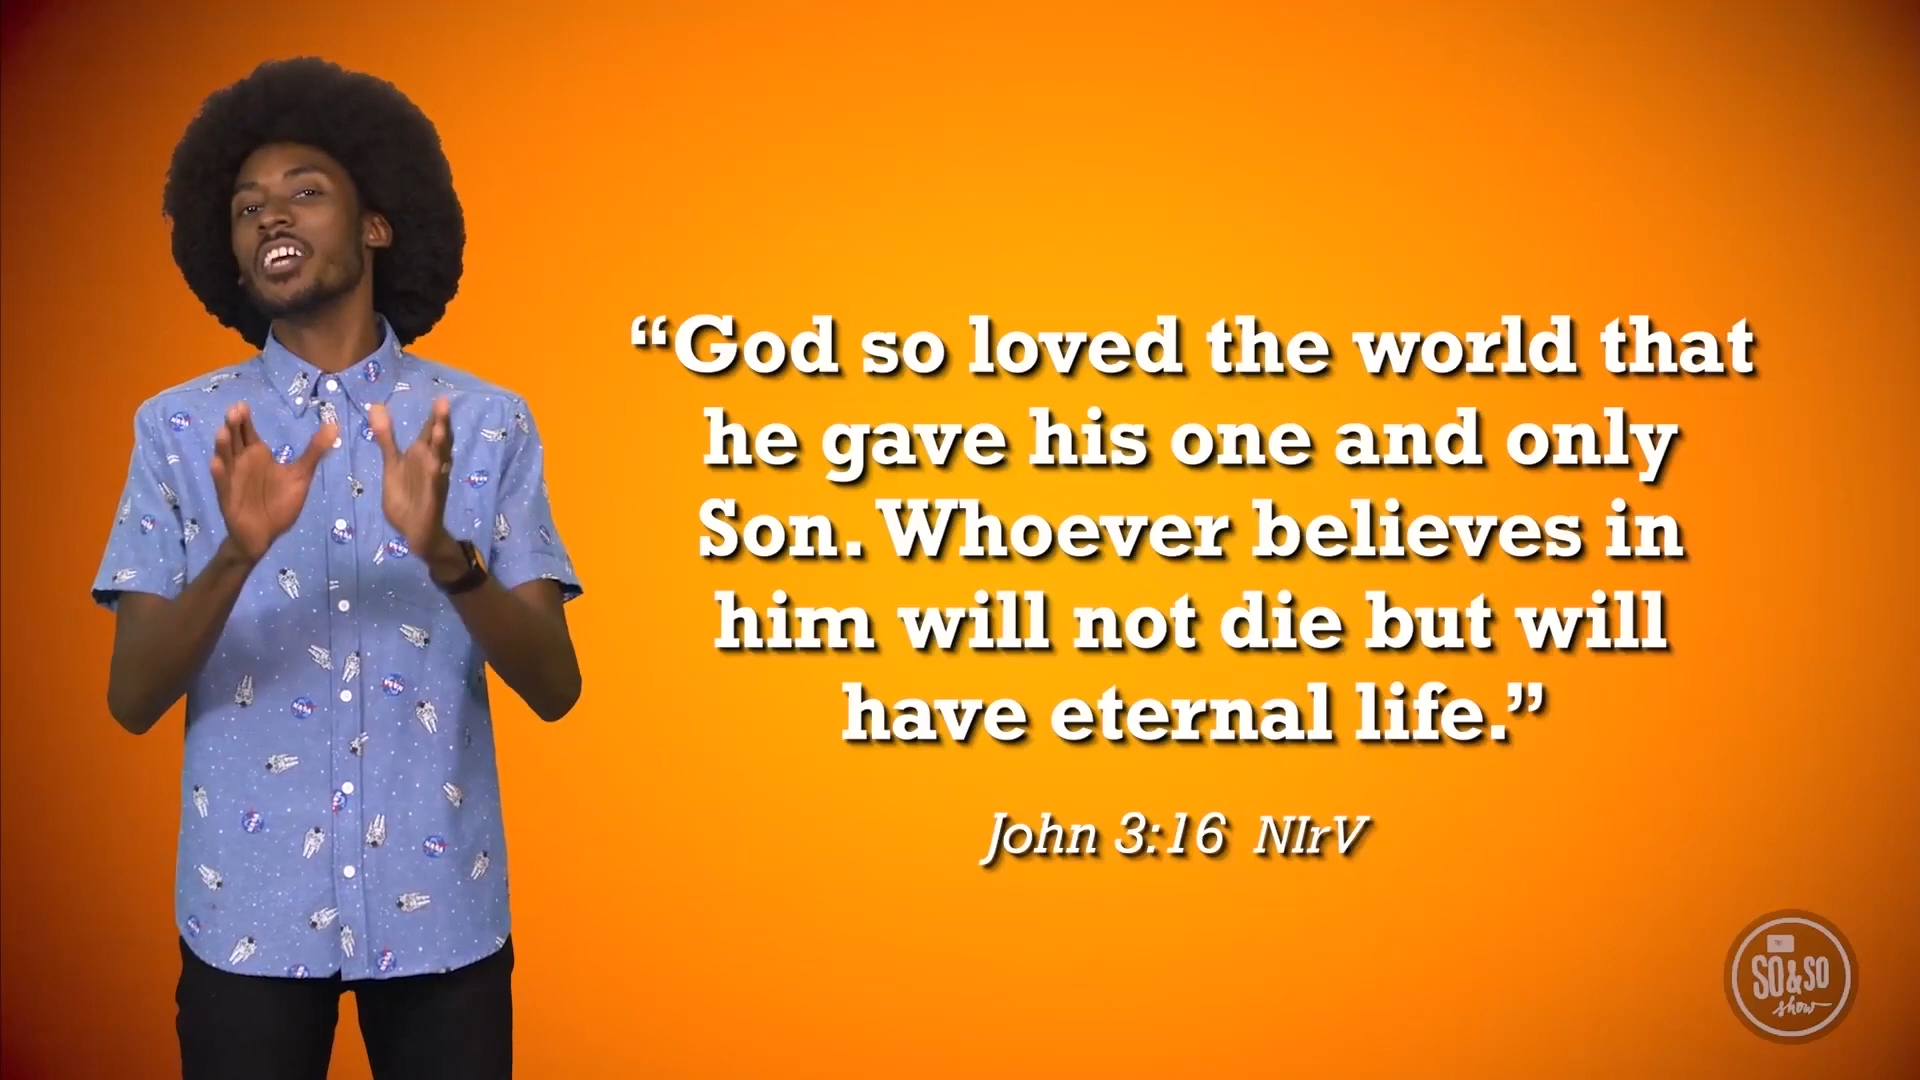 “God so loved the world that
he gave his one and only
Son. Whoever believes in
him will not die but will
have eternal life.”
John 3:16 NIrV
SO & SO
show